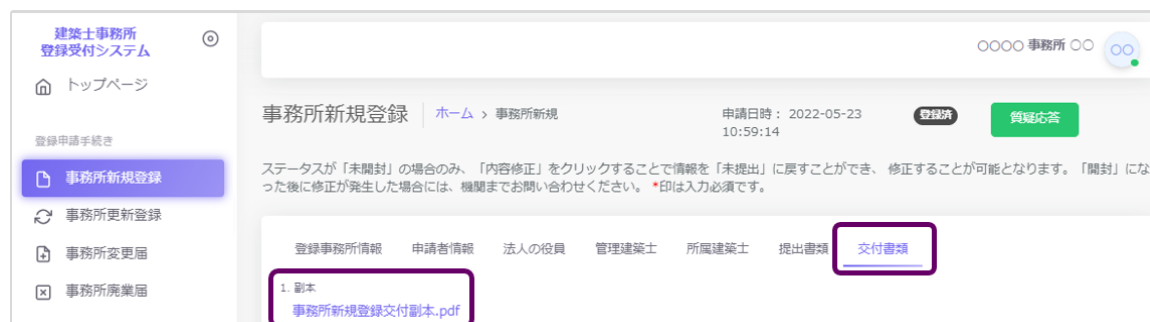 建築士事務所
登録受付システム
トップページ
登録申請手続き
事務所新規登録
事務所更新登録
事務所変更届
事務所廃業届
○○○○ 事務所 ○○
○○
事務所新規登録 ホーム › 事務所新規
申請日時： 2022-05-23
10:59:14
登録済
質疑応答
ステータスが「未開封」の場合のみ、「内容修正」をクリックすることで情報を「未提出」に戻すことができ、 修正することが可能となります。「開封」にな
った後に修正が発生した場合には、機関までお問い合わせください。 *印は入力必須です。
登録事務所情報 申請者情報 法人の役員 管理建築士 所属建築士 提出書類 交付書類
1. 副本
事務所新規登録交付副本.pdf